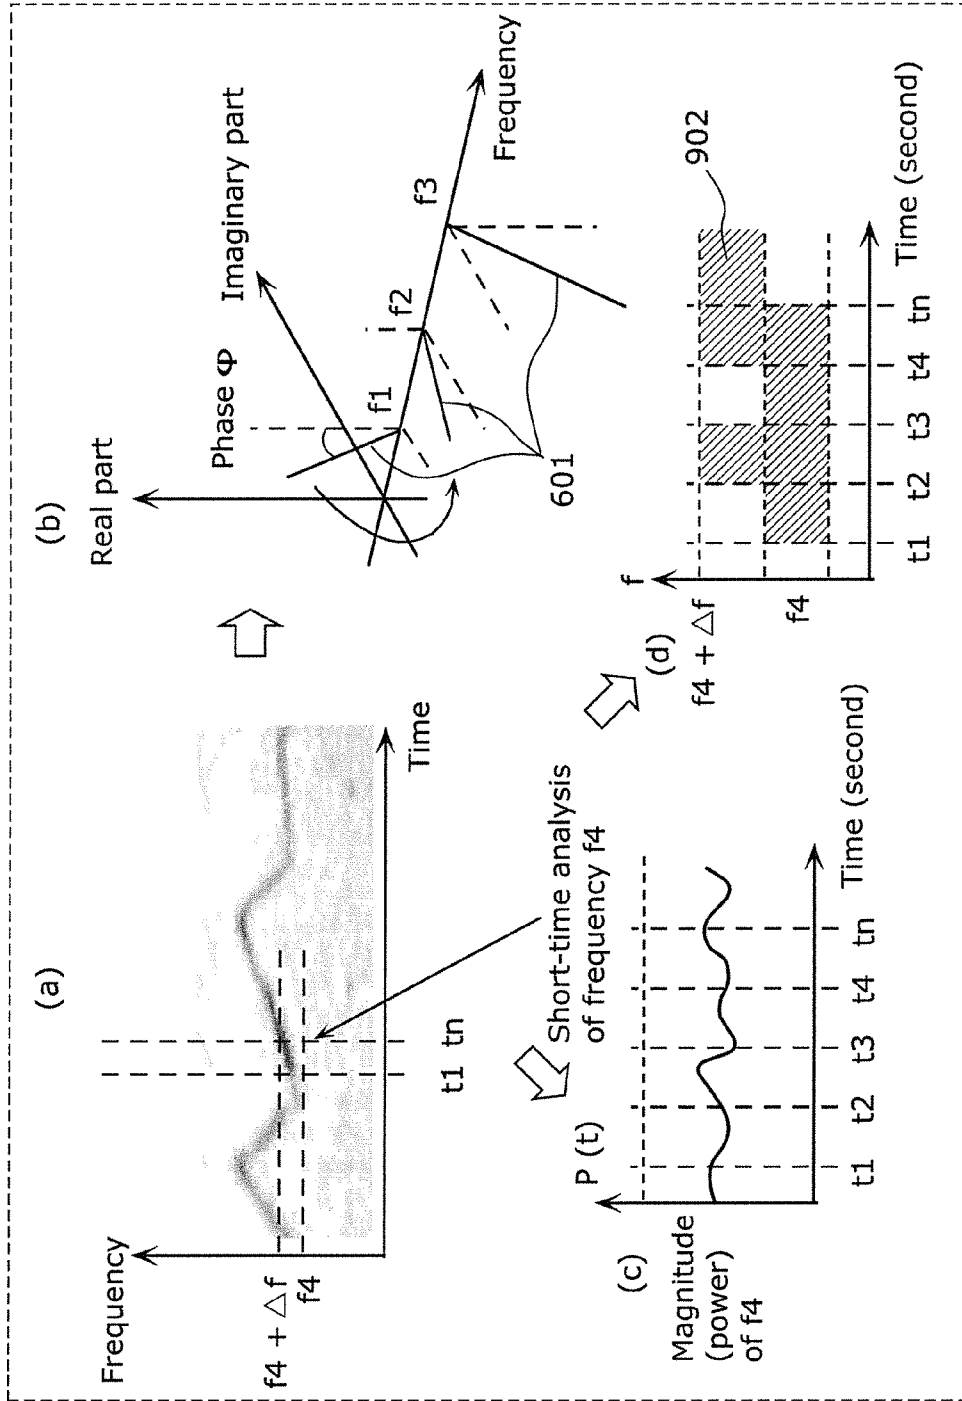 (a)
Frequency
f4 + △f
f4
t1 tn
Time
Short-time analysis
of frequency f4
(b)
Real part
Imaginary part
Phase Φ
f1
f2
f3
Frequency
601
(c)
Magnitude
(power)
of f4
P (t)
t1 t2 t3 t4 tn
Time (second)
(d)
f
f4 + △f
f4
t1 t2 t3 t4 tn
Time (second)
902